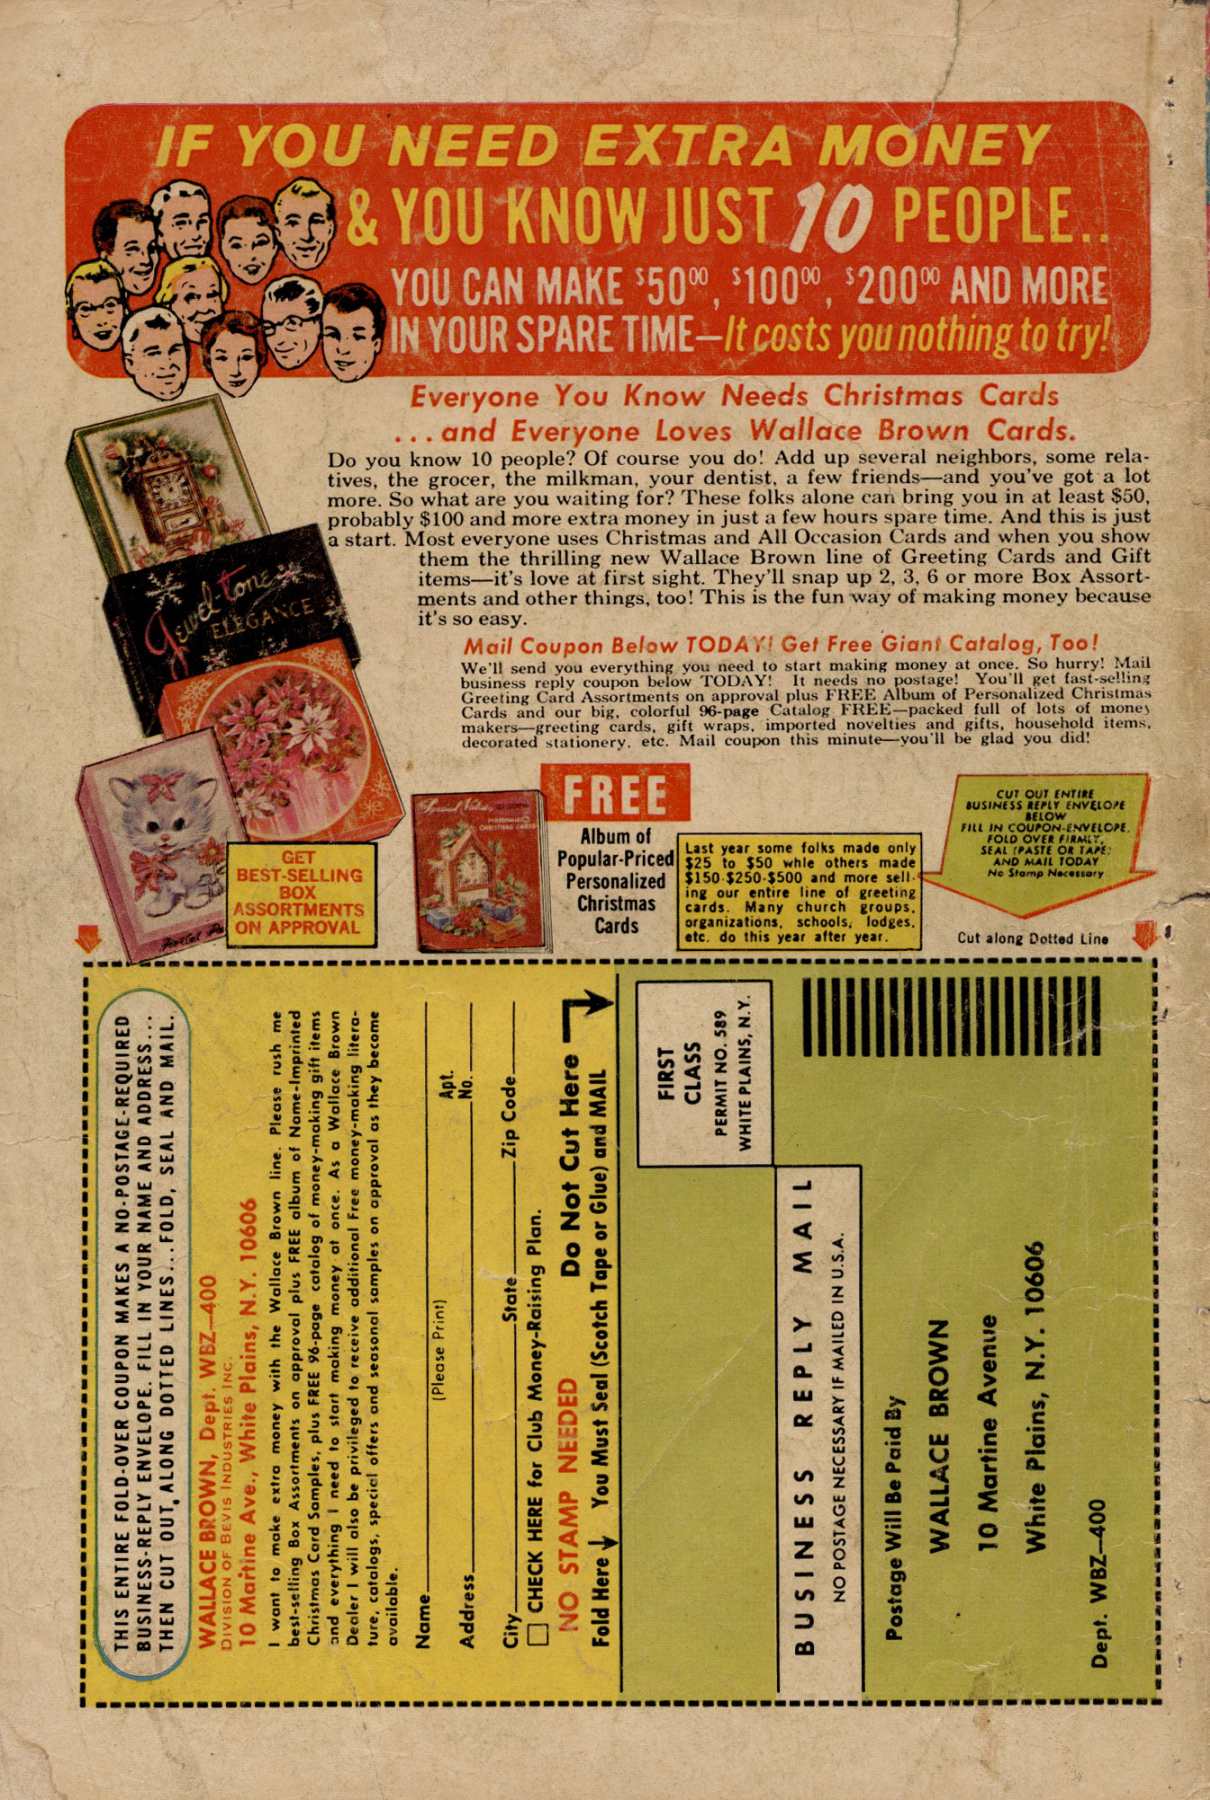 IF YOU NEED EXTRA MONEY
& YOU KNOW JUST 10 PEOPLE..
YOU CAN MAKE $50⁰⁰, $100⁰⁰, $200⁰⁰ AND MORE
IN YOUR SPARE TIME—It costs you nothing to try!
Everyone You Know Needs Christmas Cards
...and Everyone Loves Wallace Brown Cards.
Do you know 10 people? Of course you do! Add up several neighbors, some rela-
tives, the grocer, the milkman, your dentist, a few friends—and you've got a lot
more. So what are you waiting for? These folks alone can bring you in at least $50,
probably $100 and more extra money in just a few hours spare time. And this is just
a start. Most everyone uses Christmas and All Occasion Cards and when you show
them the thrilling new Wallace Brown line of Greeting Cards and Gift
items—it's love at first sight. They'll snap up 2, 3, 6 or more Box Assort-
ments and other things, too! This is the fun way of making money because
it's so easy.
Mail Coupon Below TODAY! Get Free Giant Catalog, Too!
We'll send you everything you need to start making money at once. So hurry! Mail
business reply coupon below TODAY! It needs no postage! You'll get fast-selling
Greeting Card Assortments on approval plus FREE Album of Personalized Christmas
Cards and our big, colorful 96-page Catalog FREE—packed full of lots of money
makers—greeting cards, gift wraps, imported novelties and gifts, household items,
decorated stationery, etc. Mail coupon this minute—you'll be glad you did!
Jewel-tone
ELEGANCE
GET
BEST-SELLING
BOX
ASSORTMENTS
ON APPROVAL
PERSONALIZED
CHRISTMAS CARDS
FREE
Album of
Popular-Priced
Personalized
Christmas
Cards
Last year some folks made only
$25 to $50 whle others made
$150-$250-$500 and more sell-
ing our entire line of greeting
cards. Many church groups,
organizations, schools, lodges,
etc. do this year after year.
CUT OUT ENTIRE
BUSINESS REPLY ENVELOPE
BELOW
FILL IN COUPON-ENVELOPE,
FOLD OVER FIRMLY,
SEAL (PASTE OR TAPE)
AND MAIL TODAY
No Stamp Necessary
Cut along Dotted Line
THIS ENTIRE FOLD-OVER COUPON MAKES A NO-POSTAGE-REQUIRED
BUSINESS-REPLY ENVELOPE. FILL IN YOUR NAME AND ADDRESS...
THEN CUT OUT ALONG DOTTED LINES...FOLD, SEAL AND MAIL.
WALLACE BROWN, Dept. WBZ—400
DIVISION OF BEVIS INDUSTRIES INC.
10 Martine Ave., White Plains, N.Y. 10606
I want to make extra money with the Wallace Brown line. Please rush me
best-selling Box Assortments on approval plus FREE album of Name-Imprinted
Christmas Card Samples, plus FREE 96-page catalog of money-making gift items
and everything I need to start making money at once. As a Wallace Brown
Dealer I will also be privileged to receive additional Free money-making litera-
ture, catalogs, special offers and seasonal samples on approval as they become
available.
Name
(Please Print)
Address Apt. No.
City State Zip Code
CHECK HERE for Club Money-Raising Plan.
NO STAMP NEEDED Do Not Cut Here
Fold Here You Must Seal (Scotch Tape or Glue) and MAIL
FIRST
CLASS
PERMIT NO. 589
WHITE PLAINS, N.Y.
BUSINESS REPLY MAIL
NO POSTAGE NECESSARY IF MAILED IN U.S.A.
Postage Will Be Paid By
WALLACE BROWN
10 Martine Avenue
White Plains, N.Y. 10606
Dept. WBZ—400